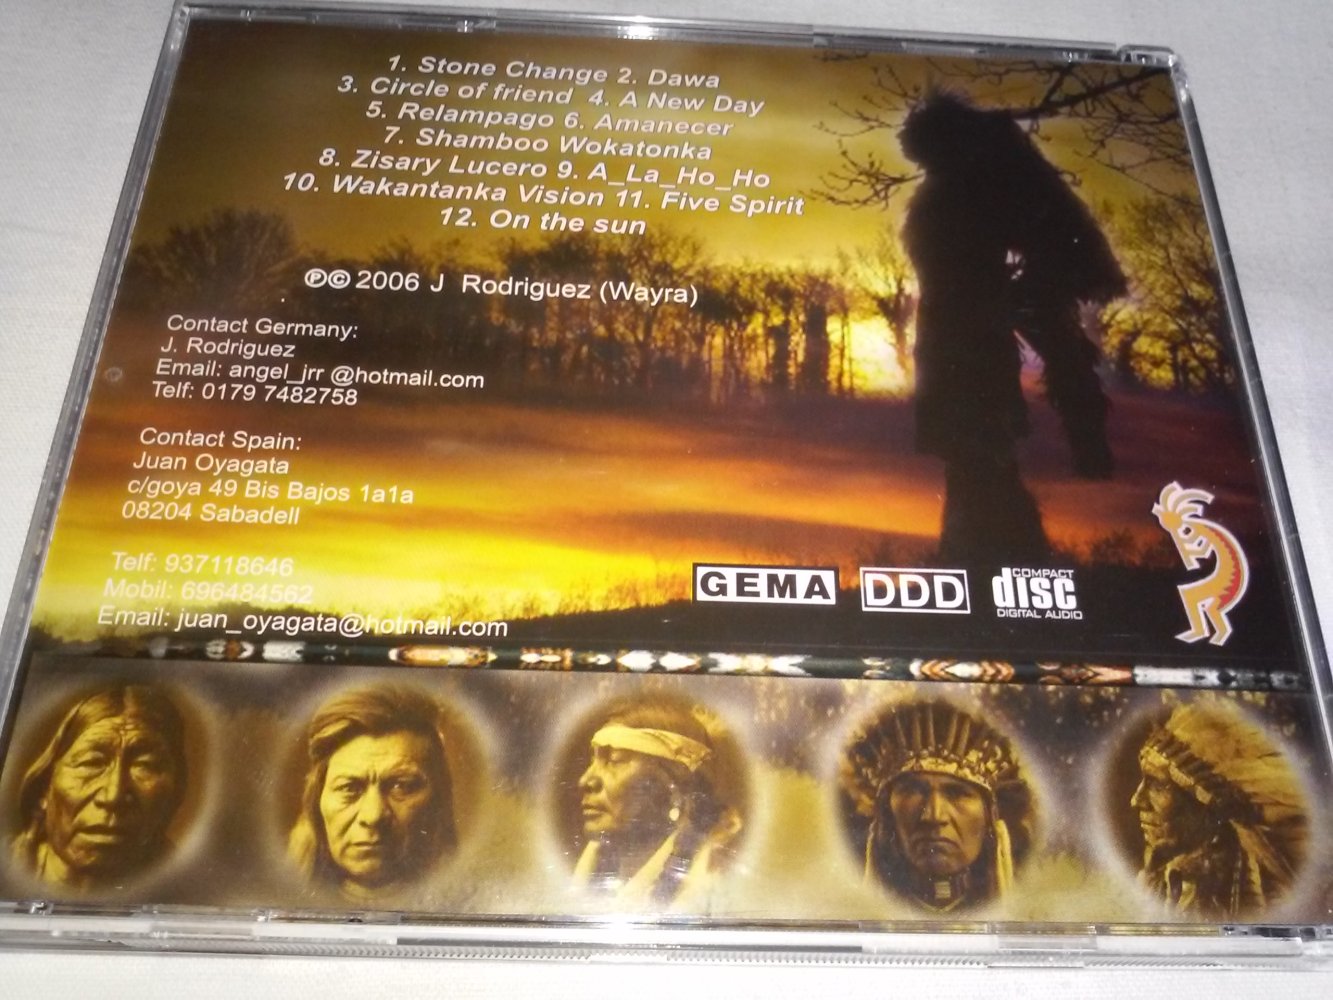 1. Stone Change 2. Dawa
3. Circle of friend 4. A New Day
5. Relampago 6. Amanecer
7. Shamboo Wokatonka
8. Zisary Lucero 9. A_La_Ho_Ho
10. Wakantanka Vision 11. Five Spirit
12. On the sun
℗© 2006 J Rodriguez (Wayra)
Contact Germany:
J. Rodriguez
Email: angel_jrr @hotmail.com
Telf: 0179 7482758
Contact Spain:
Juan Oyagata
c/goya 49 Bis Bajos 1a1a
08204 Sabadell
Telf: 937118646
Mobil: 696484562
Email: juan_oyagata@hotmail.com
GEMA DDD COMPACT disc DIGITAL AUDIO